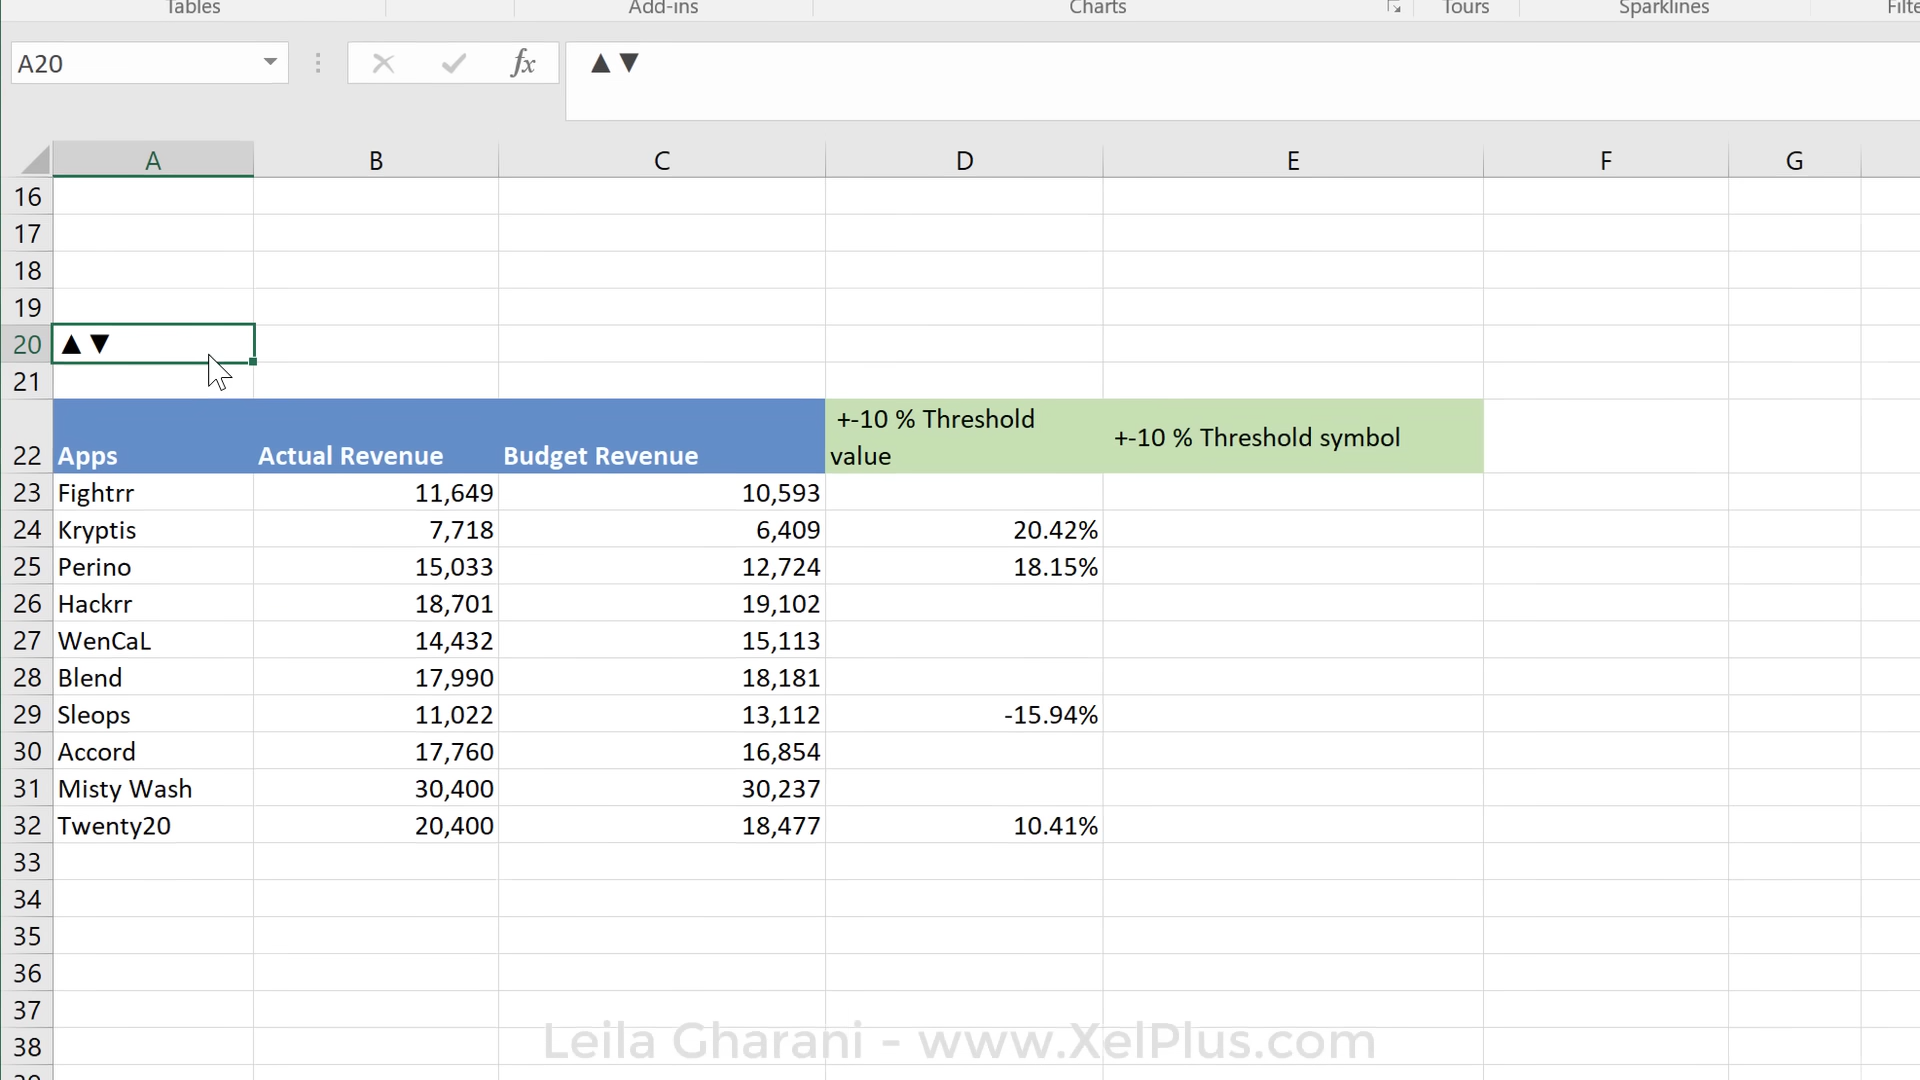 Tables Add-ins Charts Tours Sparklines
A20 fx ▲▼
A B C D E F G
16
17
18
19
20 ▲▼
21
+-10 % Threshold
+-10 % Threshold symbol
22 Apps Actual Revenue Budget Revenue value
23 Fightrr 11,649 10,593
24 Kryptis 7,718 6,409 20.42%
25 Perino 15,033 12,724 18.15%
26 Hackrr 18,701 19,102
27 WenCaL 14,432 15,113
28 Blend 17,990 18,181
29 Sleops 11,022 13,112 -15.94%
30 Accord 17,760 16,854
31 Misty Wash 30,400 30,237
32 Twenty20 20,400 18,477 10.41%
33
34
35
36
37
38
Leila Gharani - www.XelPlus.com